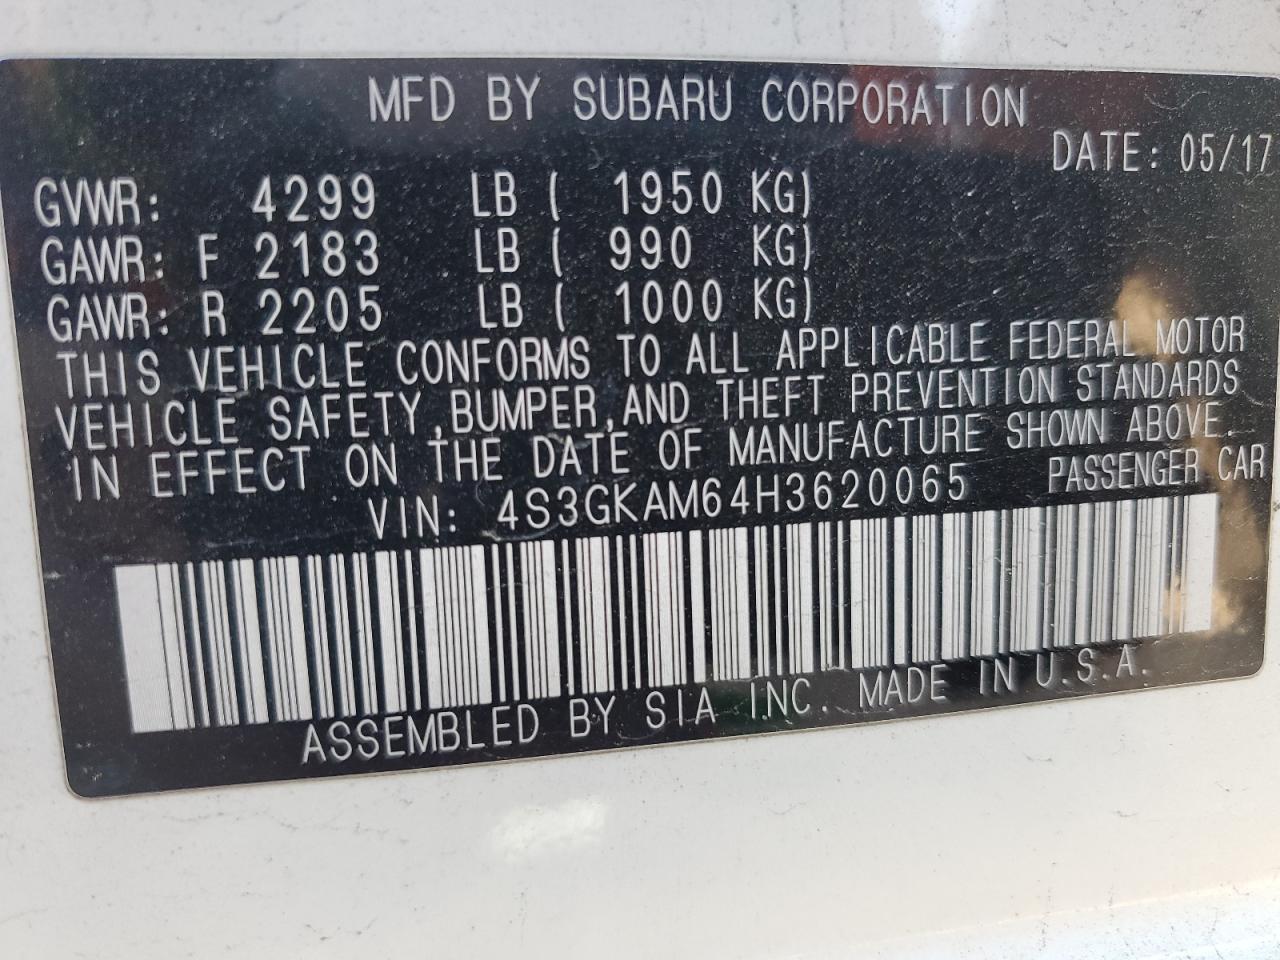 MFD BY SUBARU CORPORATION
DATE: 05/17
GVWR: 4299 LB ( 1950 KG)
GAWR: F 2183 LB ( 990 KG)
GAWR: R 2205 LB ( 1000 KG)
THIS VEHICLE CONFORMS TO ALL APPLICABLE FEDERAL MOTOR
VEHICLE SAFETY, BUMPER, AND THEFT PREVENTION STANDARDS
IN EFFECT ON THE DATE OF MANUFACTURE SHOWN ABOVE.
VIN: 4S3GKAM64H3620065 PASSENGER CAR
ASSEMBLED BY SIA INC. MADE IN U.S.A.